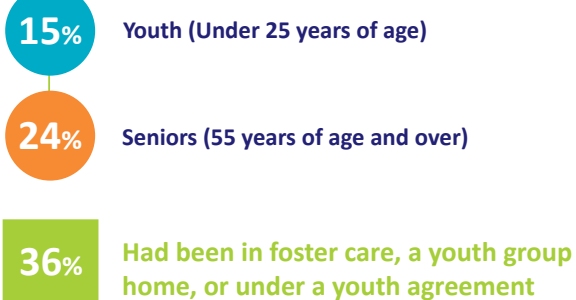 15% Youth (Under 25 years of age)
24% Seniors (55 years of age and over)
36% Had been in foster care, a youth group
home, or under a youth agreement